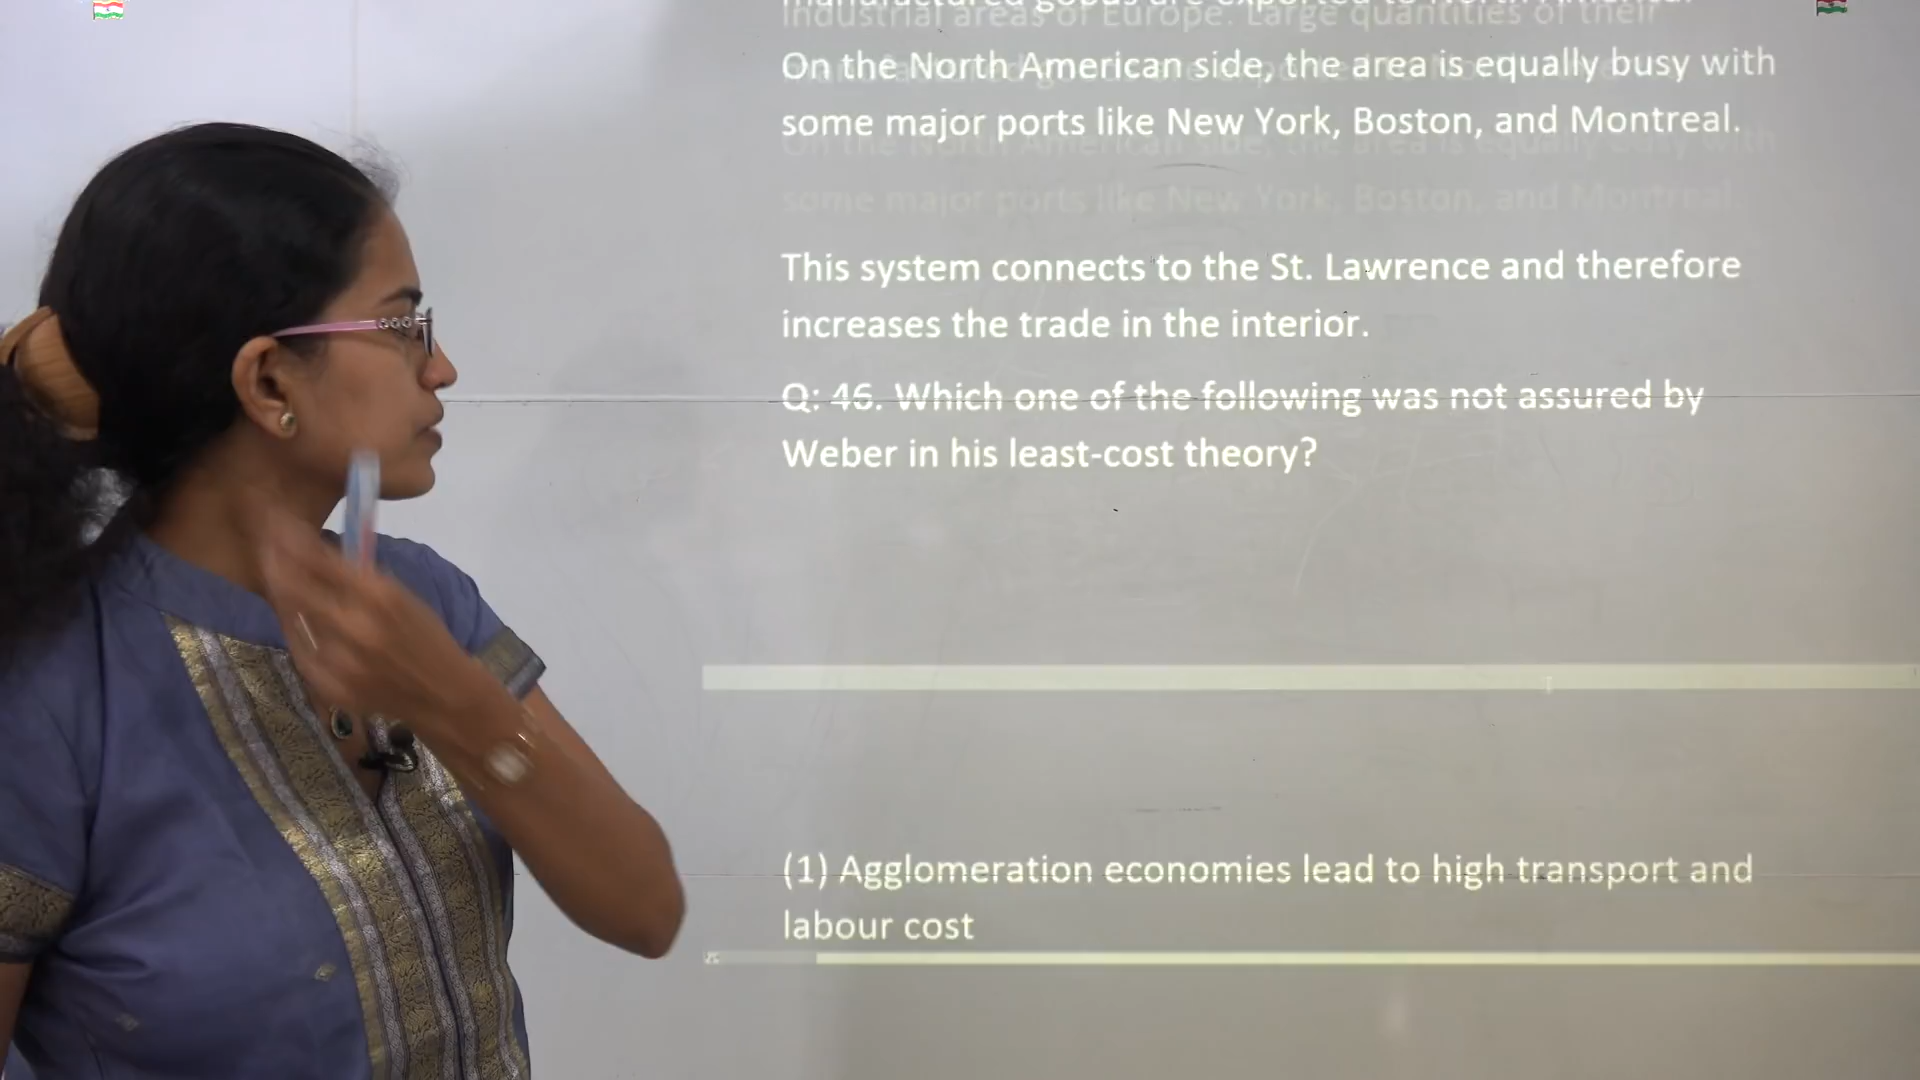 On the North American side, the area is equally busy with
some major ports like New York, Boston, and Montreal.
This system connects to the St. Lawrence and therefore
increases the trade in the interior.
Q: 46. Which one of the following was not assured by
Weber in his least-cost theory?
(1) Agglomeration economies lead to high transport and
labour cost